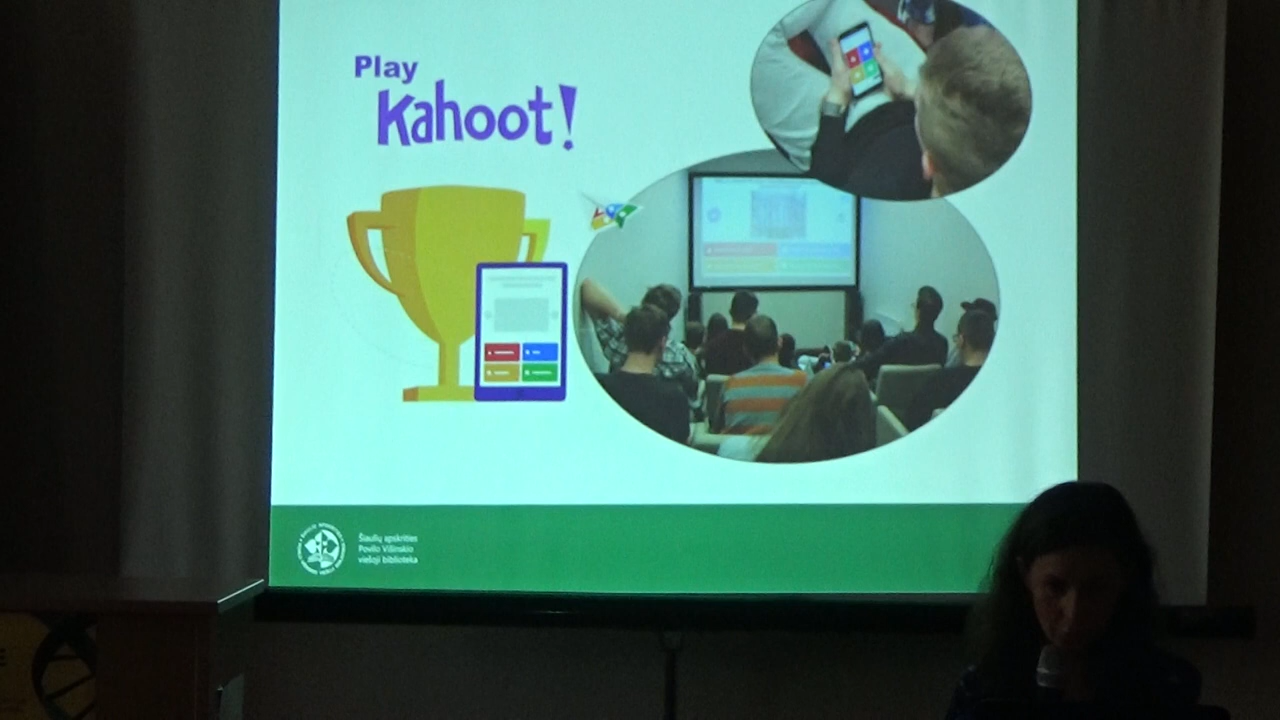 Play
Kahoot!
Šiaulių apskrities
Povilo Višinskio
viešoji biblioteka